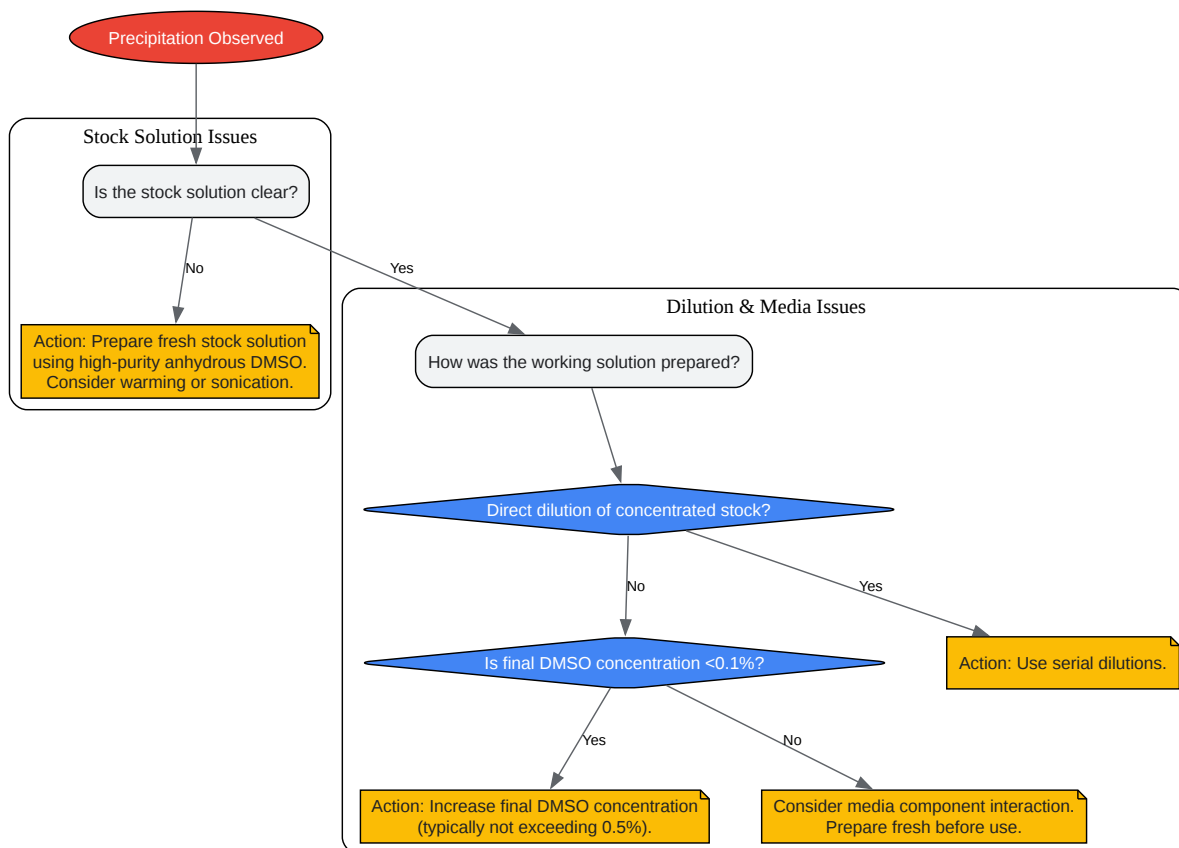 Precipitation Observed
Stock Solution Issues
Is the stock solution clear?
No
Yes
Action: Prepare fresh stock solution
using high-purity anhydrous DMSO.
Consider warming or sonication.
Dilution & Media Issues
How was the working solution prepared?
Direct dilution of concentrated stock?
No
Yes
Is final DMSO concentration <0.1%?
Action: Use serial dilutions.
Yes
No
Action: Increase final DMSO concentration
(typically not exceeding 0.5%).
Consider media component interaction.
Prepare fresh before use.